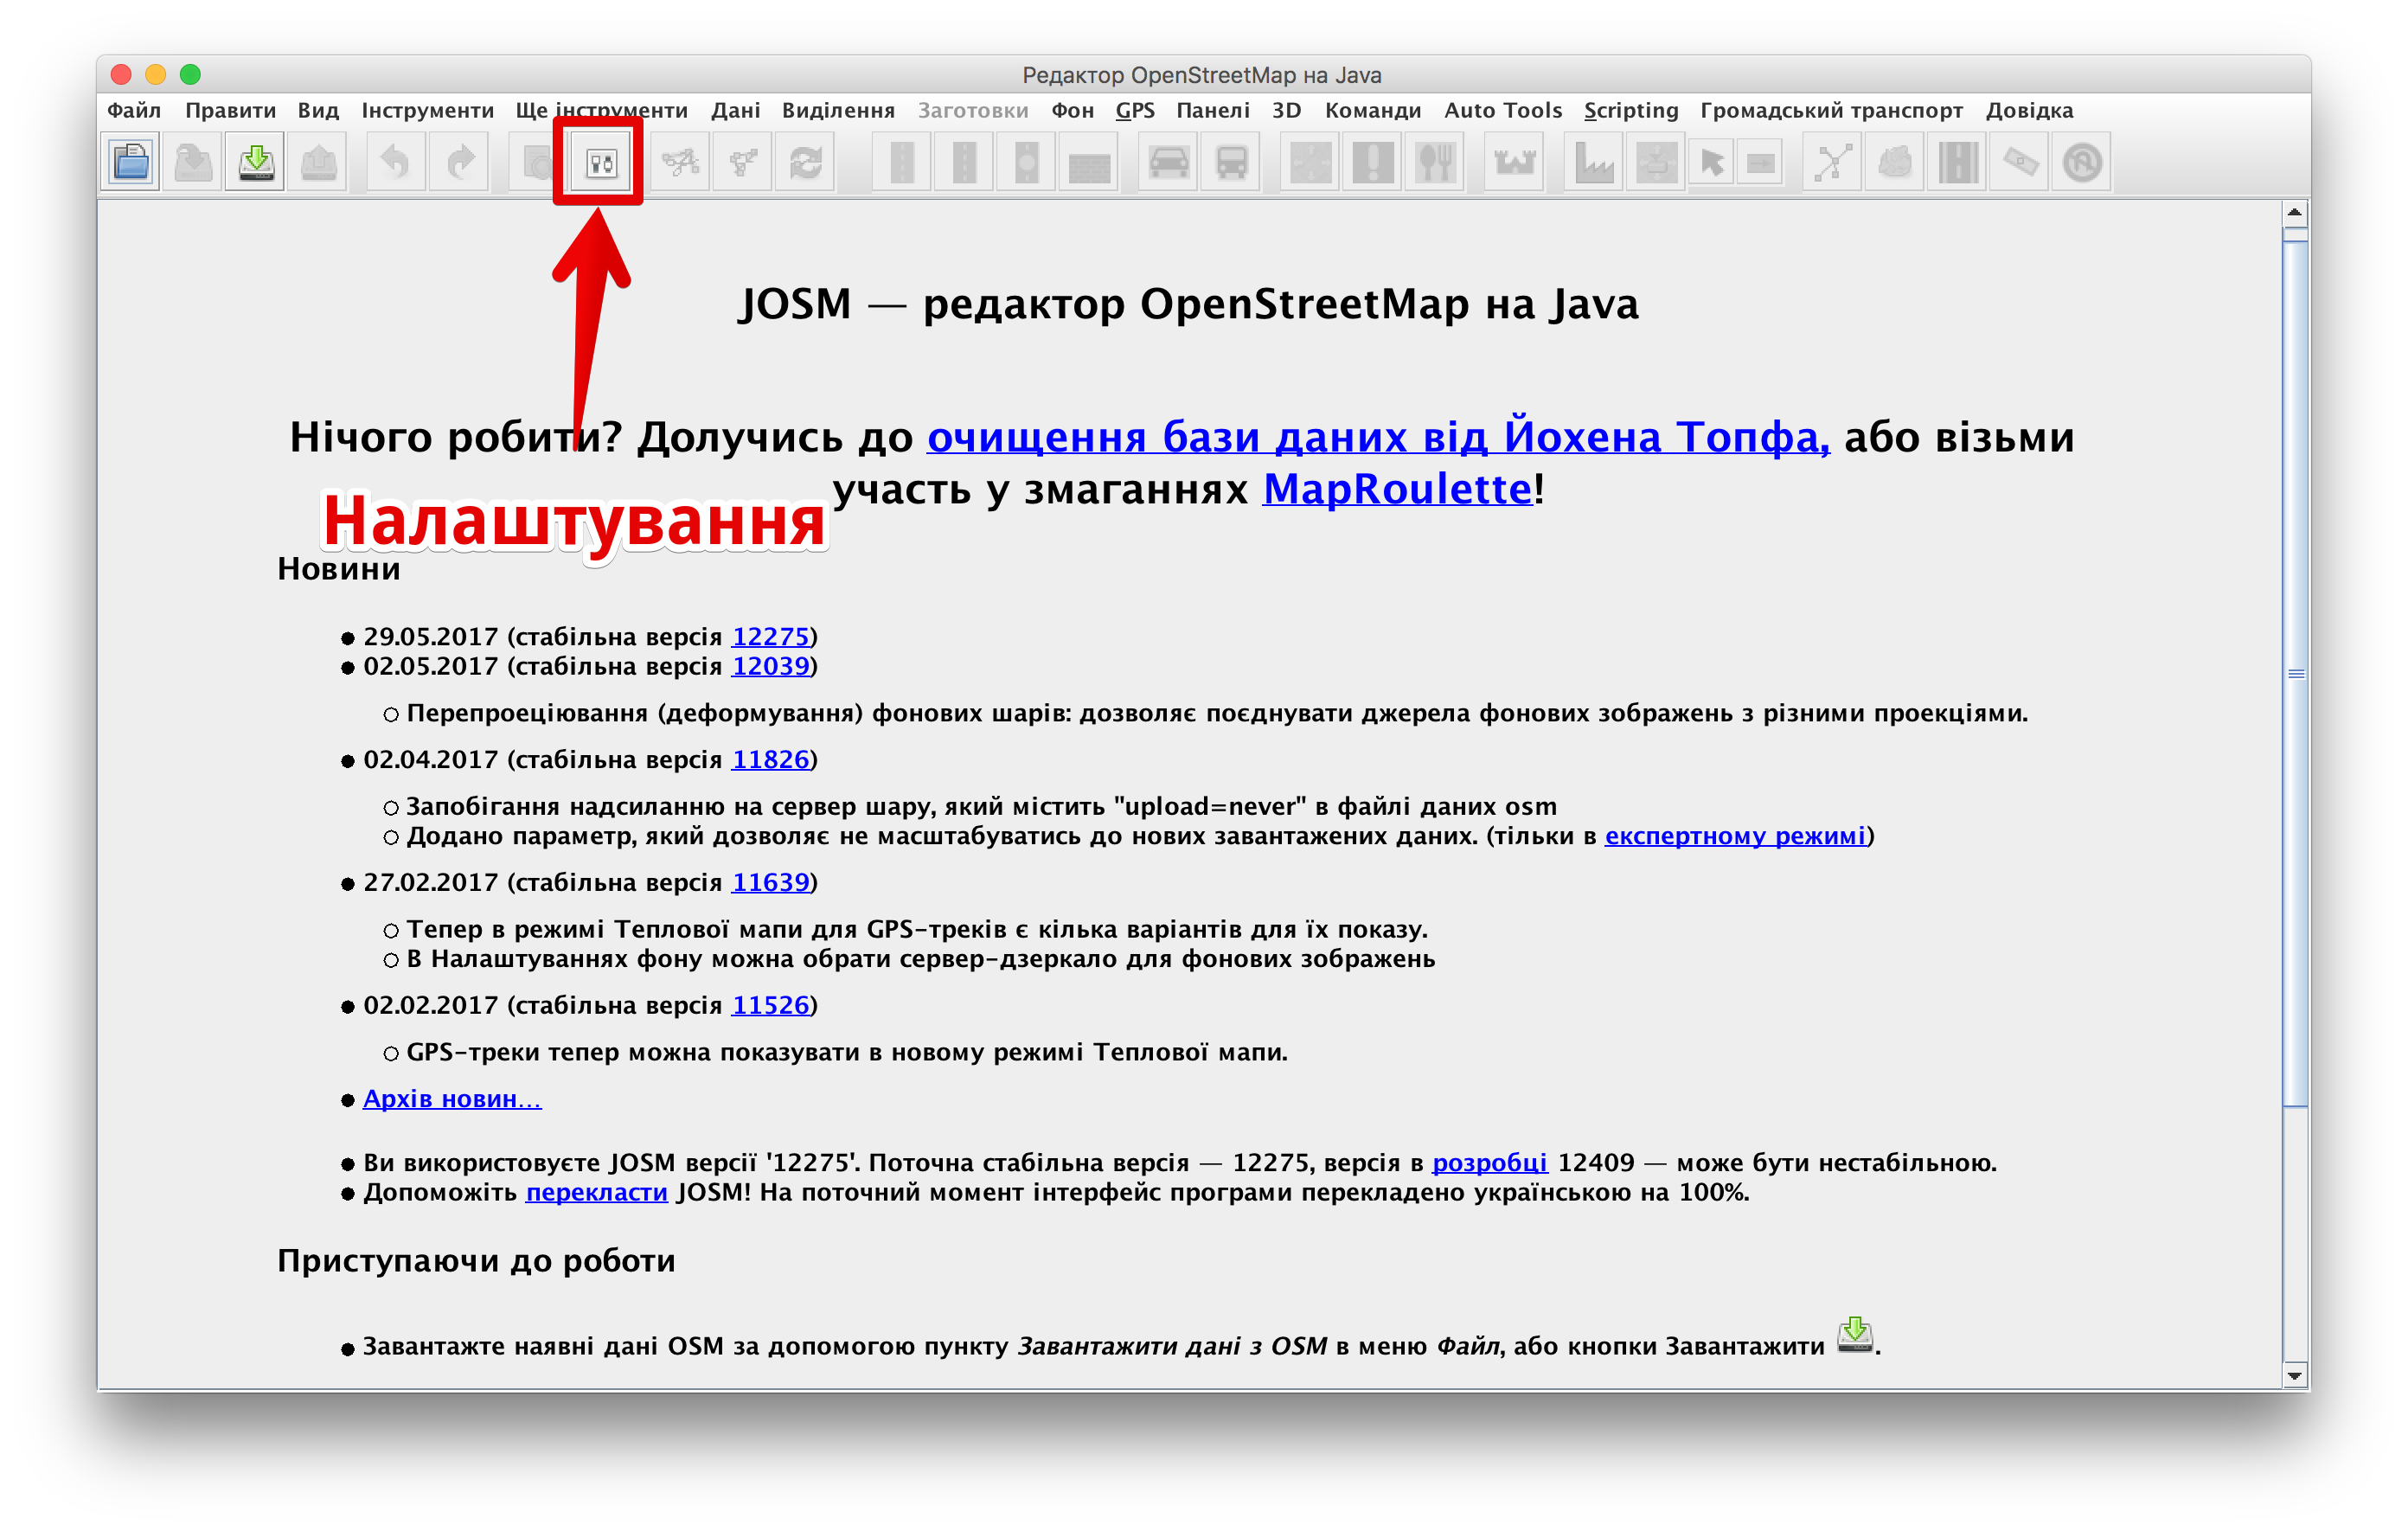 Редактор OpenStreetMap на Java
Файл Правити Вид Інструменти Ще інструменти Дані Виділення Заготовки Фон GPS Панелі 3D Команди Auto Tools Scripting Громадський транспорт Довідка
JOSM — редактор OpenStreetMap на Java
Нічого робити? Долучись до очищення бази даних від Йохена Топфа, або візьми
участь у змаганнях MapRoulette!
Налаштування
Новини
29.05.2017 (стабільна версія 12275)
02.05.2017 (стабільна версія 12039)
Перепроеціювання (деформування) фонових шарів: дозволяє поєднувати джерела фонових зображень з різними проекціями.
02.04.2017 (стабільна версія 11826)
Запобігання надсиланню на сервер шару, який містить "upload=never" в файлі даних osm
Додано параметр, який дозволяє не масштабуватись до нових завантажених даних. (тільки в експертному режимі)
27.02.2017 (стабільна версія 11639)
Тепер в режимі Теплової мапи для GPS-треків є кілька варіантів для їх показу.
В Налаштуваннях фону можна обрати сервер-дзеркало для фонових зображень
02.02.2017 (стабільна версія 11526)
GPS-треки тепер можна показувати в новому режимі Теплової мапи.
Архів новин...
Ви використовуєте JOSM версії '12275'. Поточна стабільна версія — 12275, версія в розробці 12409 — може бути нестабільною.
Допоможіть перекласти JOSM! На поточний момент інтерфейс програми перекладено українською на 100%.
Приступаючи до роботи
Завантажте наявні дані OSM за допомогою пункту Завантажити дані з OSM в меню Файл, або кнопки Завантажити .